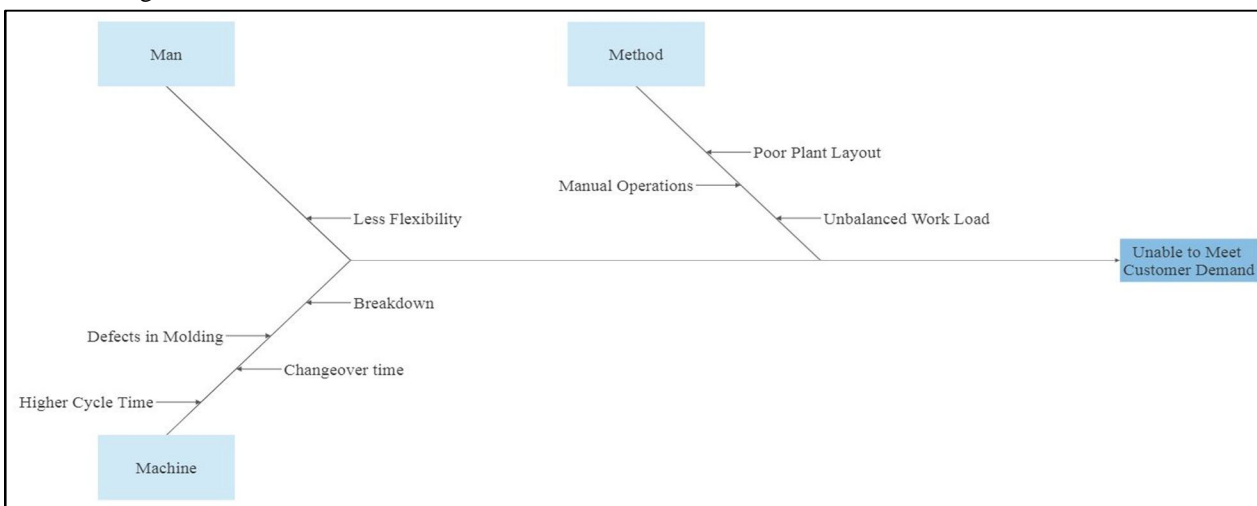 Man
Method
Poor Plant Layout
Manual Operations
Less Flexibility
Unbalanced Work Load
Unable to Meet
Customer Demand
Breakdown
Defects in Molding
Changeover time
Higher Cycle Time
Machine